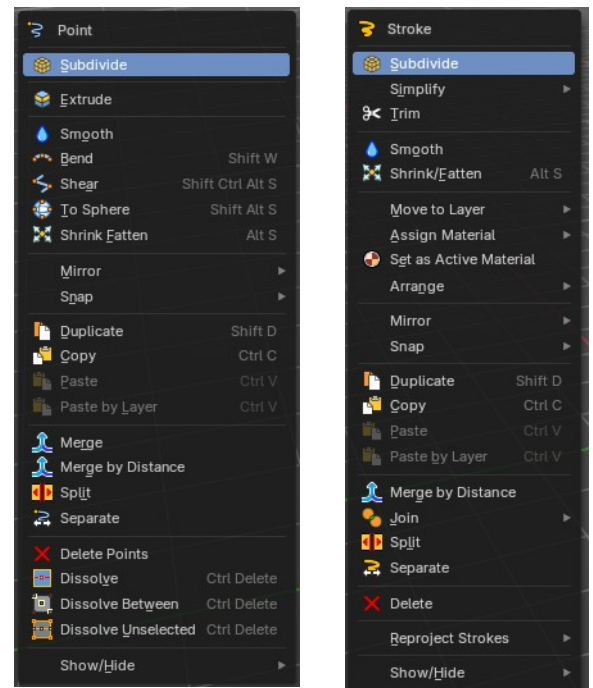 Point
Subdivide
Extrude
Smooth
Bend Shift W
Shear Shift Ctrl Alt S
To Sphere Shift Alt S
Shrink Fatten Alt S
Mirror
Snap
Duplicate Shift D
Copy Ctrl C
Paste Ctrl V
Paste by Layer Ctrl V
Merge
Merge by Distance
Split
Separate
Delete Points
Dissolve Ctrl Delete
Dissolve Between Ctrl Delete
Dissolve Unselected Ctrl Delete
Show/Hide
Stroke
Subdivide
Simplify
Trim
Smooth
Shrink/Fatten Alt S
Move to Layer
Assign Material
Set as Active Material
Arrange
Mirror
Snap
Duplicate Shift D
Copy Ctrl C
Paste Ctrl V
Paste by Layer Ctrl V
Merge by Distance
Join
Split
Separate
Delete
Reproject Strokes
Show/Hide